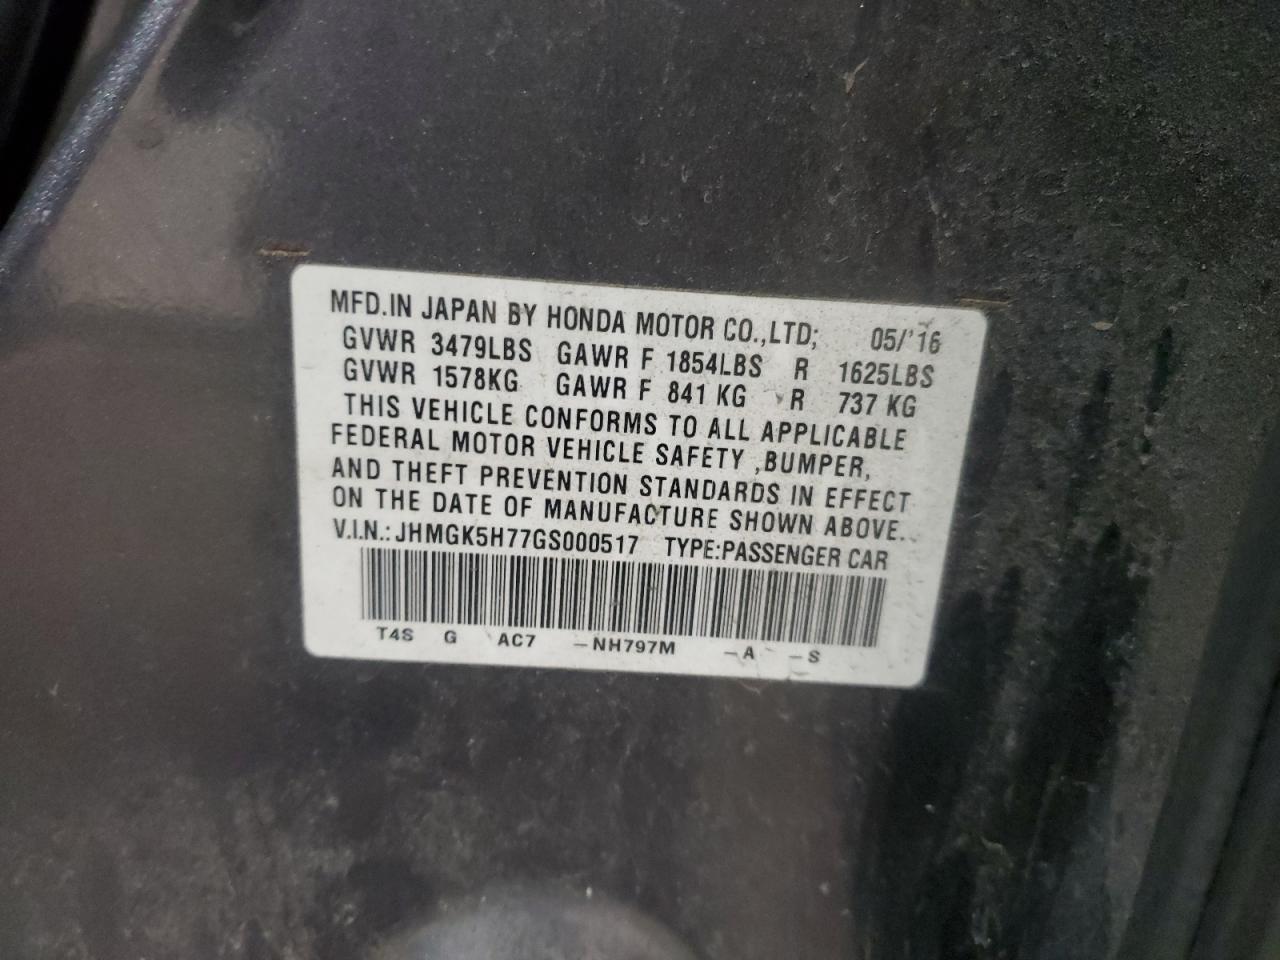 MFD.IN JAPAN BY HONDA MOTOR CO.,LTD; 05/'16
GVWR 3479LBS GAWR F 1854LBS R 1625LBS
GVWR 1578KG GAWR F 841 KG R 737 KG
THIS VEHICLE CONFORMS TO ALL APPLICABLE
FEDERAL MOTOR VEHICLE SAFETY ,BUMPER,
AND THEFT PREVENTION STANDARDS IN EFFECT
ON THE DATE OF MANUFACTURE SHOWN ABOVE.
V.I.N.: JHMGK5H77GS000517 TYPE:PASSENGER CAR
T4S G AC7 -NH797M -A -S